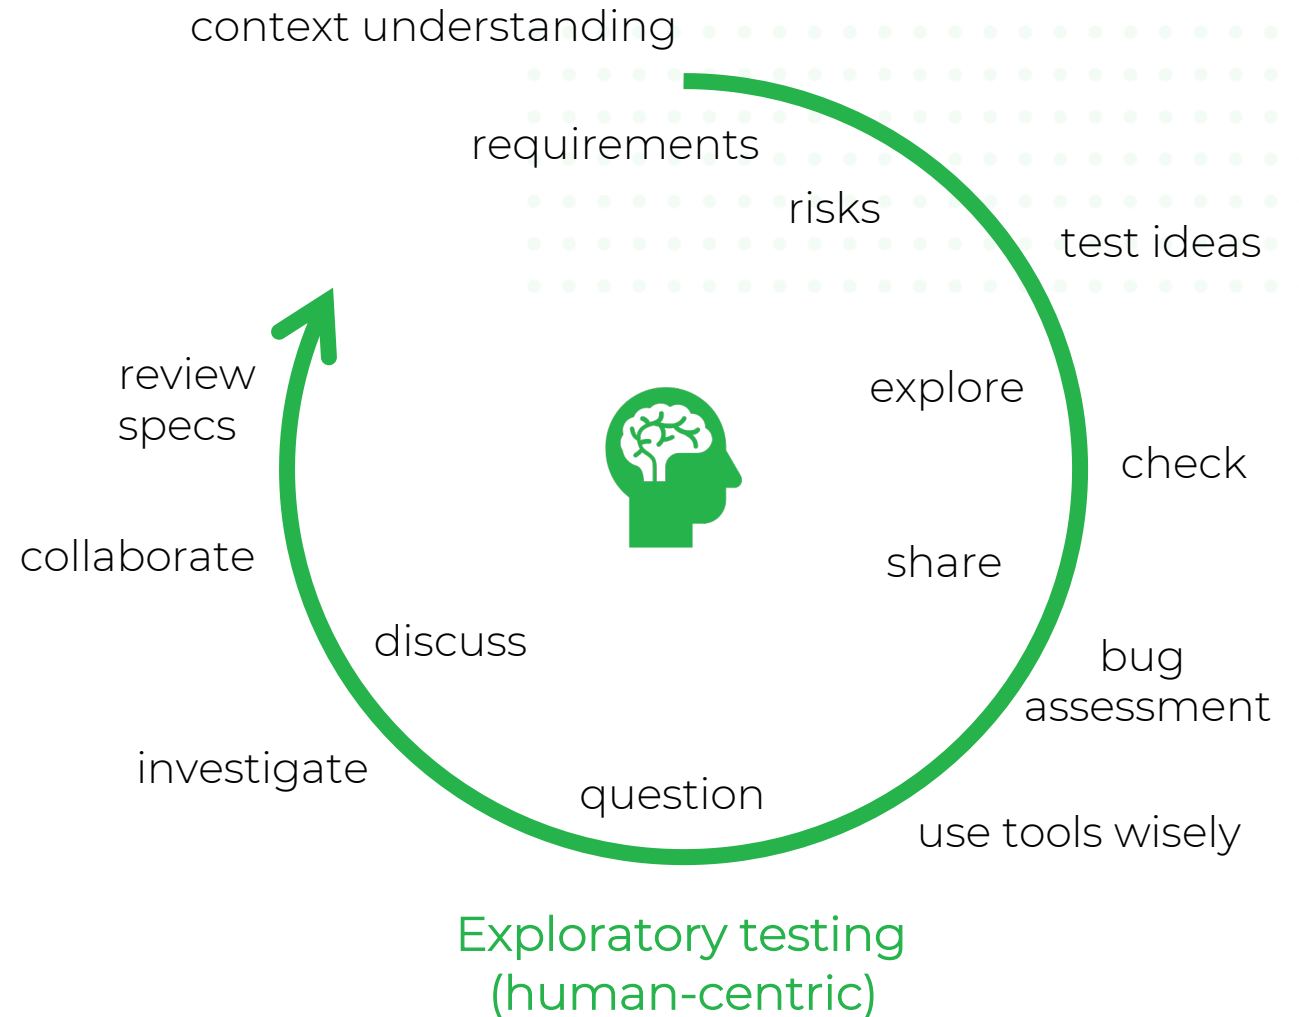 context understanding
requirements
risks
test ideas
explore
check
share
bug
assessment
use tools wisely
question
investigate
discuss
collaborate
review
specs
Exploratory testing
(human-centric)